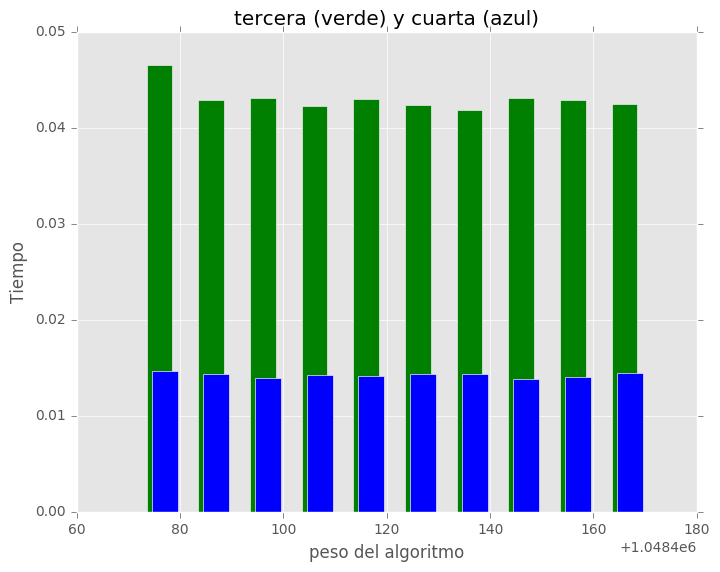 tercera (verde) y cuarta (azul)
0.05
0.04
0.03
0.02
0.01
0.00
Tiempo
60 80 100 120 140 160 180
+1.0484e6
peso del algoritmo